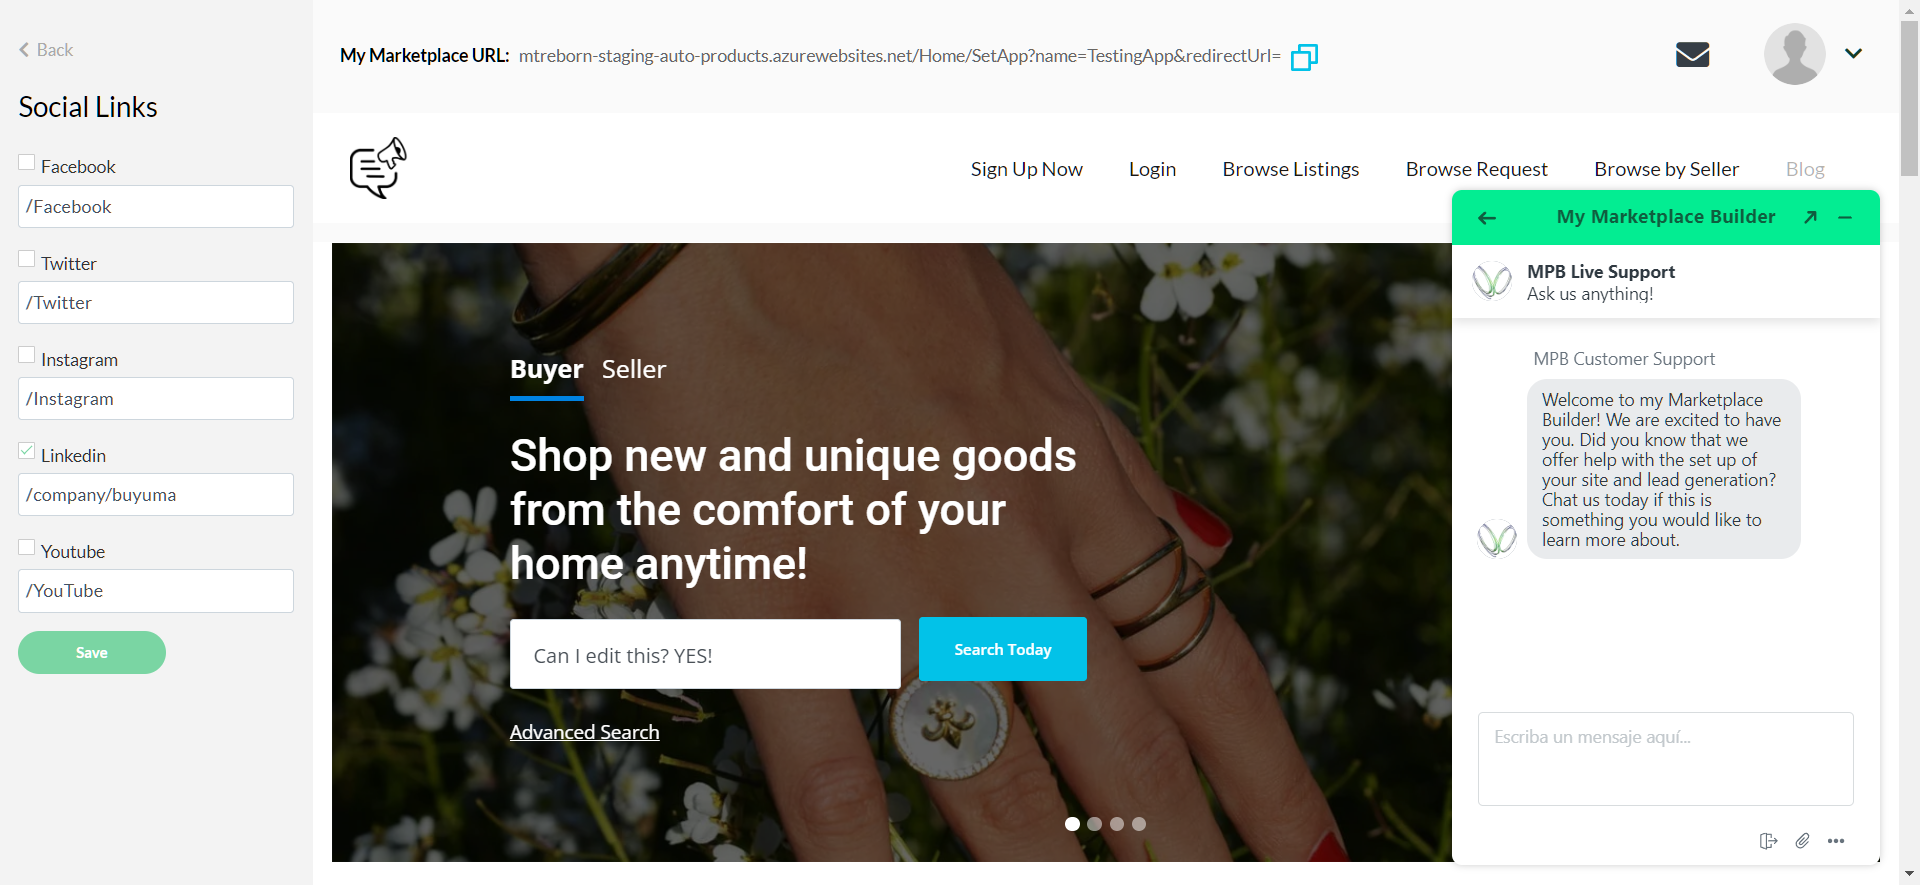 Back
Social Links
Facebook
/Facebook
Twitter
/Twitter
Instagram
/Instagram
Linkedin
/company/buyuma
Youtube
/YouTube
Save
My Marketplace URL: mtreborn-staging-auto-products.azurewebsites.net/Home/SetApp?name=TestingApp&redirectUrl=
Sign Up Now Login Browse Listings Browse Request Browse by Seller Blog
Buyer Seller
Shop new and unique goods
from the comfort of your
home anytime!
Can I edit this? YES!
Search Today
Advanced Search
My Marketplace Builder
MPB Live Support
Ask us anything!
MPB Customer Support
Welcome to my Marketplace
Builder! We are excited to have
you. Did you know that we
offer help with the set up of
your site and lead generation?
Chat us today if this is
something you would like to
learn more about.
Escriba un mensaje aquí...